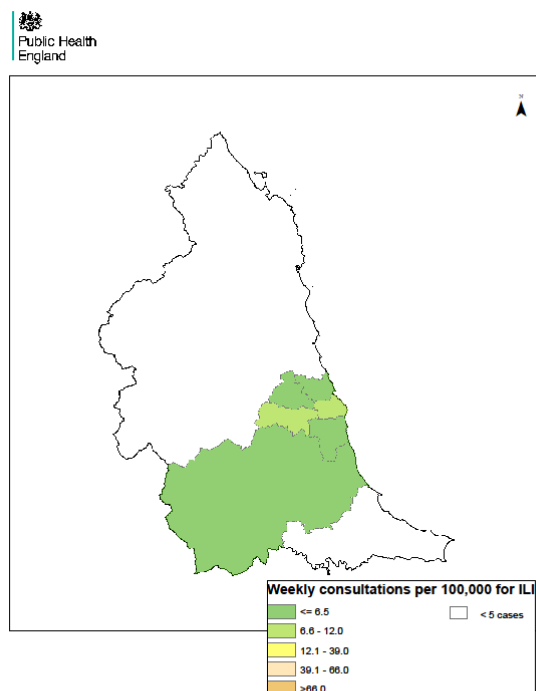 Public Health
England
N
Weekly consultations per 100,000 for ILI
<= 6.5
< 5 cases
6.6 - 12.0
12.1 - 39.0
39.1 - 66.0
>66.0